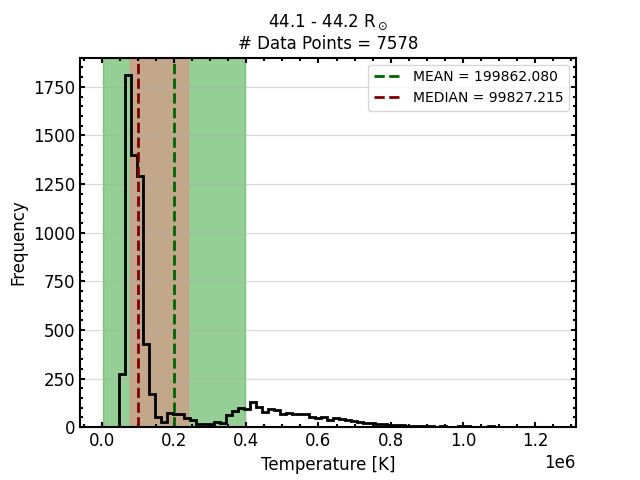 44.1 - 44.2 R⊙
# Data Points = 7578
MEAN = 199862.080
MEDIAN = 99827.215
Frequency
1750
1500
1250
1000
750
500
250
0
0.0 0.2 0.4 0.6 0.8 1.0 1.2
1e6
Temperature [K]